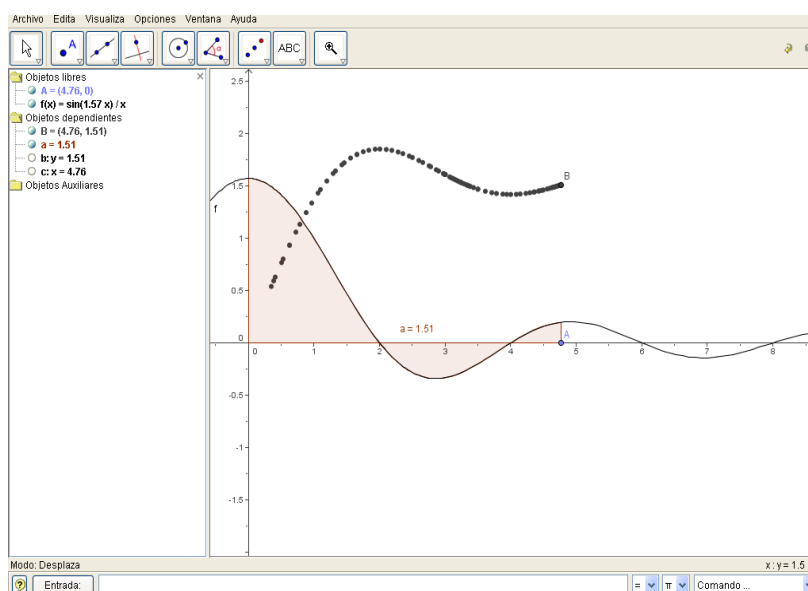 Archivo Edita Visualiza Opciones Ventana Ayuda
A
α
ABC
Objetos libres
A = (4.76, 0)
f(x) = sin(1.57 x) / x
Objetos dependientes
B = (4.76, 1.51)
a = 1.51
b: y = 1.51
c: x = 4.76
Objetos Auxiliares
2.5
2
B
1.5
f
1
0.5
a = 1.51
A
0
0 1 2 3 4 5 6 7 8
-0.5
-1
-1.5
Modo: Desplaza
x : y = 1.5
? Entrada: = π Comando ...